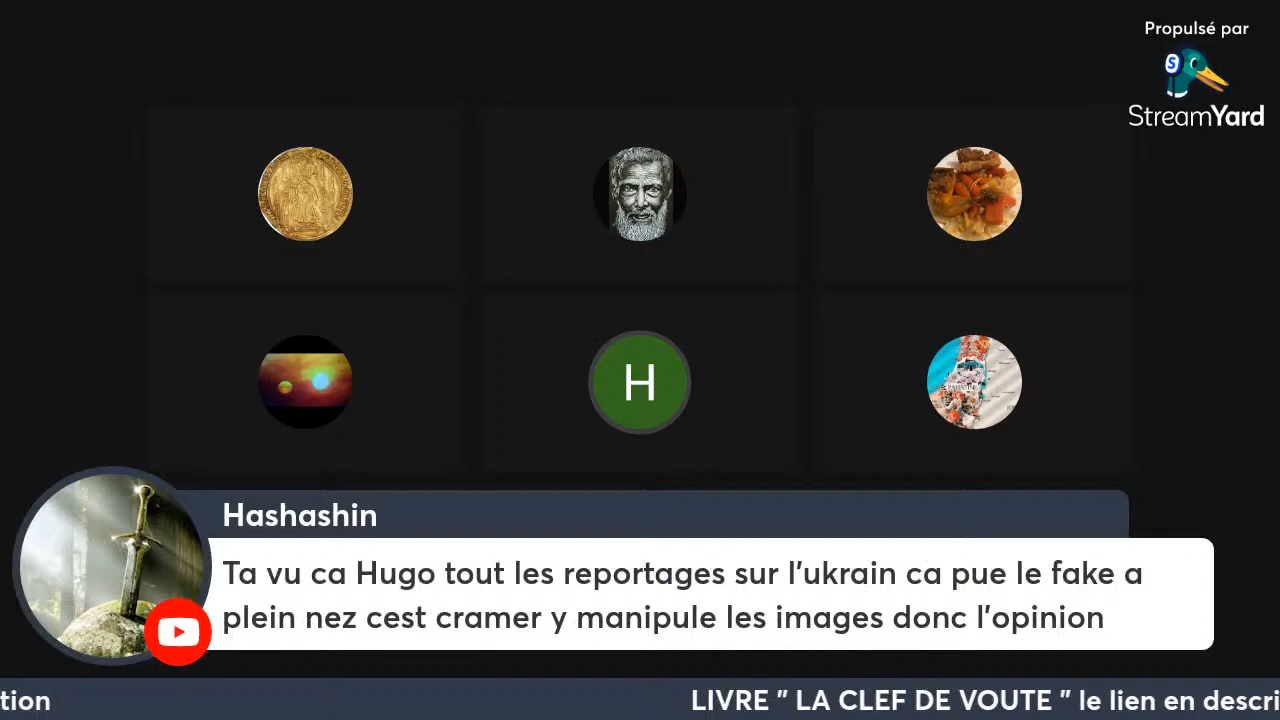 Propulsé par
StreamYard
H
Hashashin
Ta vu ca Hugo tout les reportages sur l'ukrain ca pue le fake a
plein nez cest cramer y manipule les images donc l'opinion
tion
LIVRE " LA CLEF DE VOUTE " le lien en descri